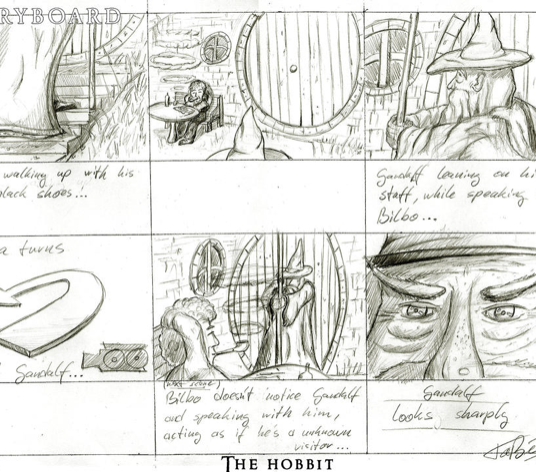 RYBOARD
walking up with his
black shoes!..
Gandalf leaning on hi
staff, while speaking
Bilbo...
a turns
Gandalf...
Bilbo doesn't notice Gandalf
and speaking with him,
acting as if he's a unknown
visitor...
Gandalf
looks sharply
THE HOBBIT